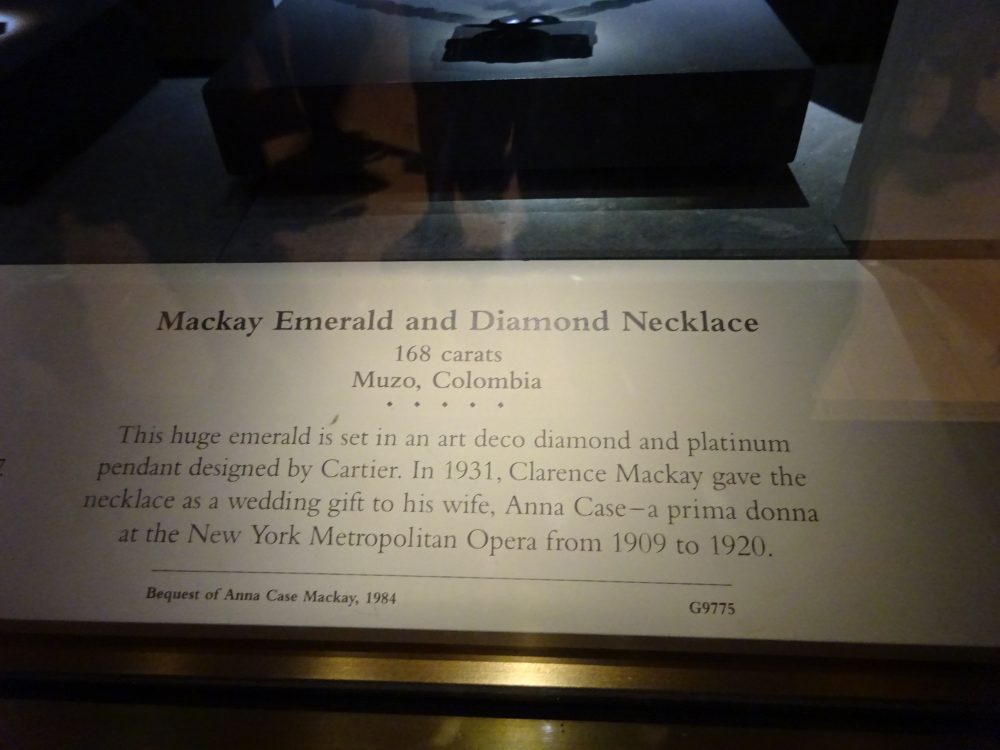 Mackay Emerald and Diamond Necklace
168 carats
Muzo, Colombia
This huge emerald is set in an art deco diamond and platinum
pendant designed by Cartier. In 1931, Clarence Mackay gave the
necklace as a wedding gift to his wife, Anna Case–a prima donna
at the New York Metropolitan Opera from 1909 to 1920.
Bequest of Anna Case Mackay, 1984
G9775